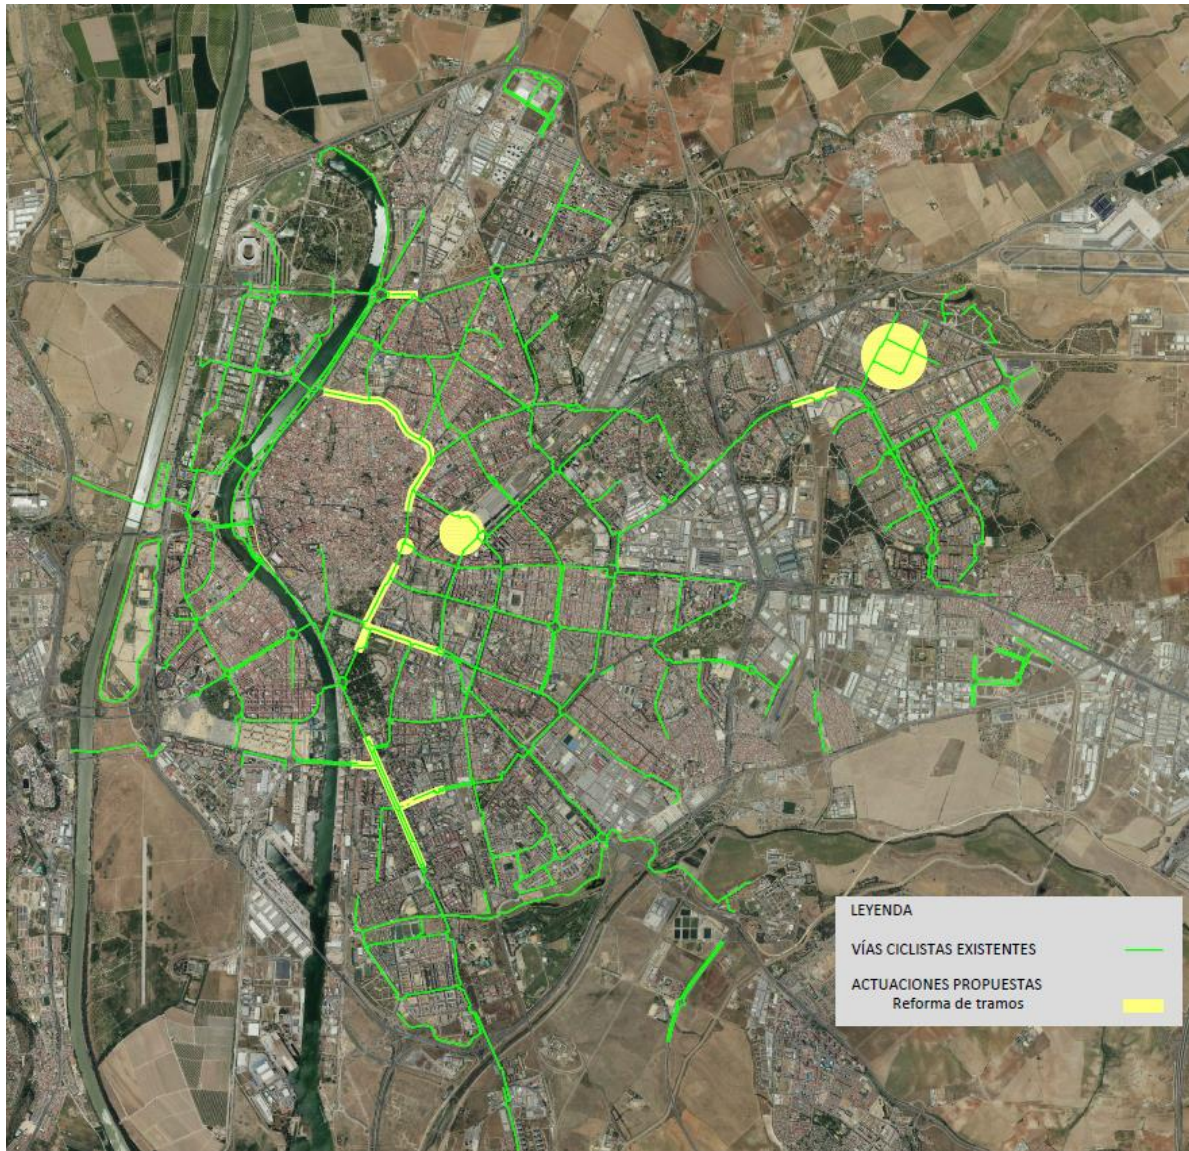 LEYENDA
VÍAS CICLISTAS EXISTENTES
ACTUACIONES PROPUESTAS
Reforma de tramos